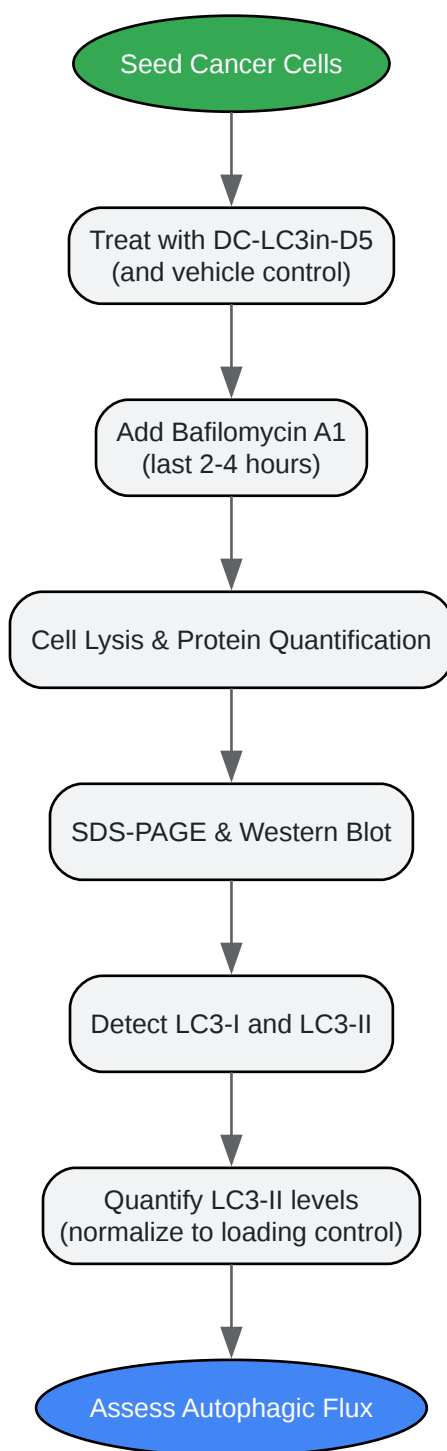 Seed Cancer Cells
Treat with DC-LC3in-D5
(and vehicle control)
Add Bafilomycin A1
(last 2-4 hours)
Cell Lysis & Protein Quantification
SDS-PAGE & Western Blot
Detect LC3-I and LC3-II
Quantify LC3-II levels
(normalize to loading control)
Assess Autophagic Flux